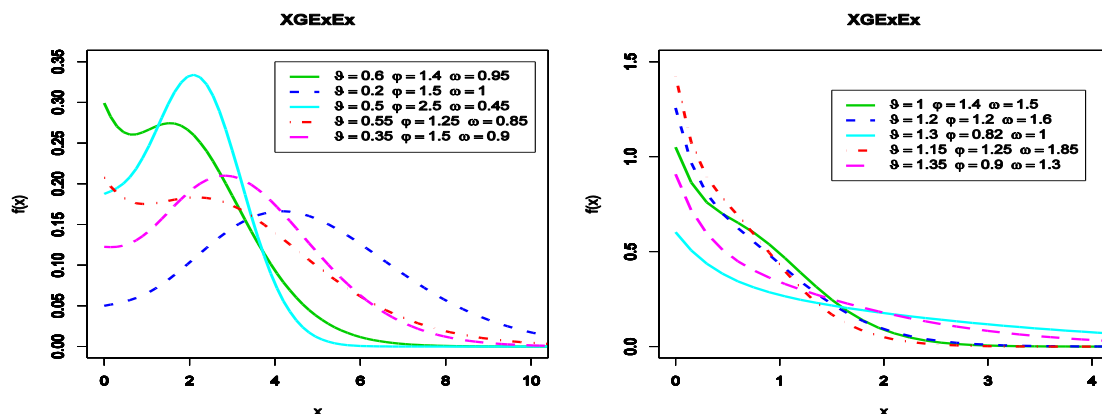 XGExEx
ϑ = 0.6 φ = 1.4 ω = 0.95
ϑ = 0.2 φ = 1.5 ω = 1
ϑ = 0.5 φ = 2.5 ω = 0.45
ϑ = 0.55 φ = 1.25 ω = 0.85
ϑ = 0.35 φ = 1.5 ω = 0.9
f(x)
0.35
0.30
0.25
0.20
0.15
0.10
0.05
0.00
0 2 4 6 8 10
x
XGExEx
ϑ = 1 φ = 1.4 ω = 1.5
ϑ = 1.2 φ = 1.2 ω = 1.6
ϑ = 1.3 φ = 0.82 ω = 1
ϑ = 1.15 φ = 1.25 ω = 1.85
ϑ = 1.35 φ = 0.9 ω = 1.3
f(x)
1.5
1.0
0.5
0.0
0 1 2 3 4
x